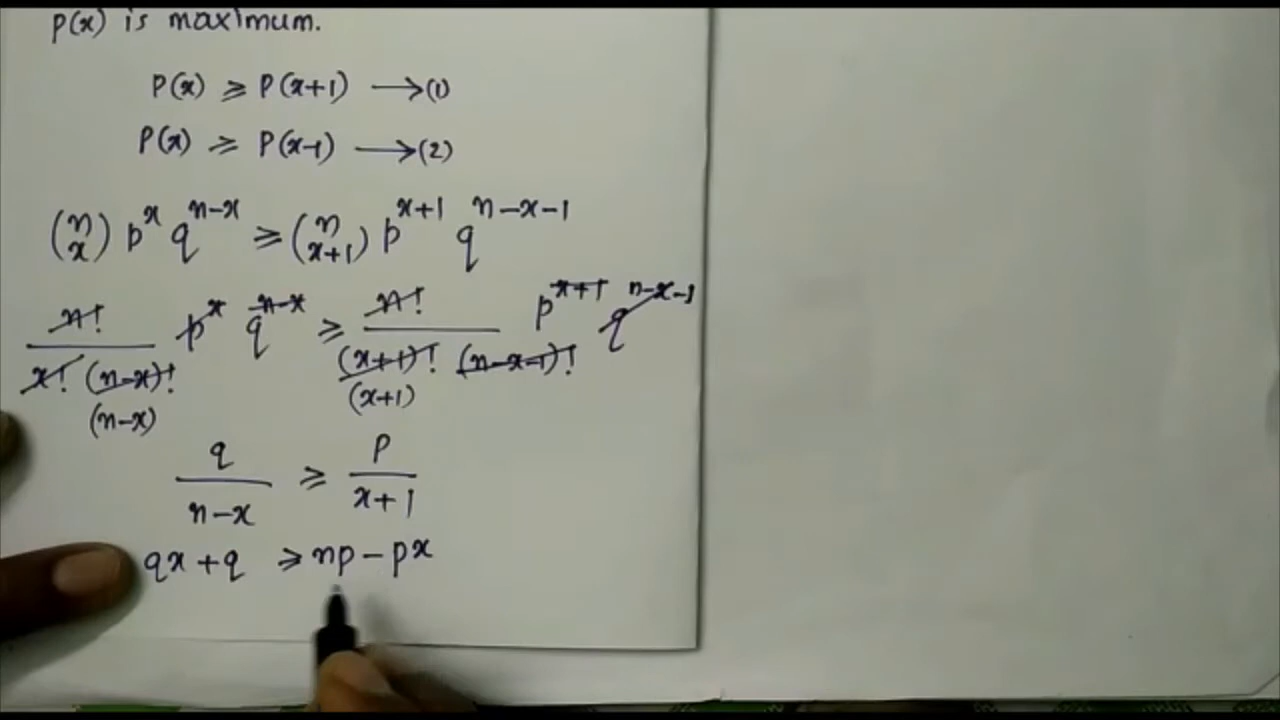 p(x) is maximum.
P(x) ≥ P(x+1) → (1)
P(x) ≥ P(x-1) → (2)
(n x) p^x q^{n-x} ≥ (n x+1) p^{x+1} q^{n-x-1}
n! / x! (n-x)! p^x q^{n-x} ≥ n! / (x+1)! (n-x-1)! p^{x+1} q^{n-x-1}
(n-x) (x+1)
q / n-x ≥ p / x+1
qx + q ≥ np - px